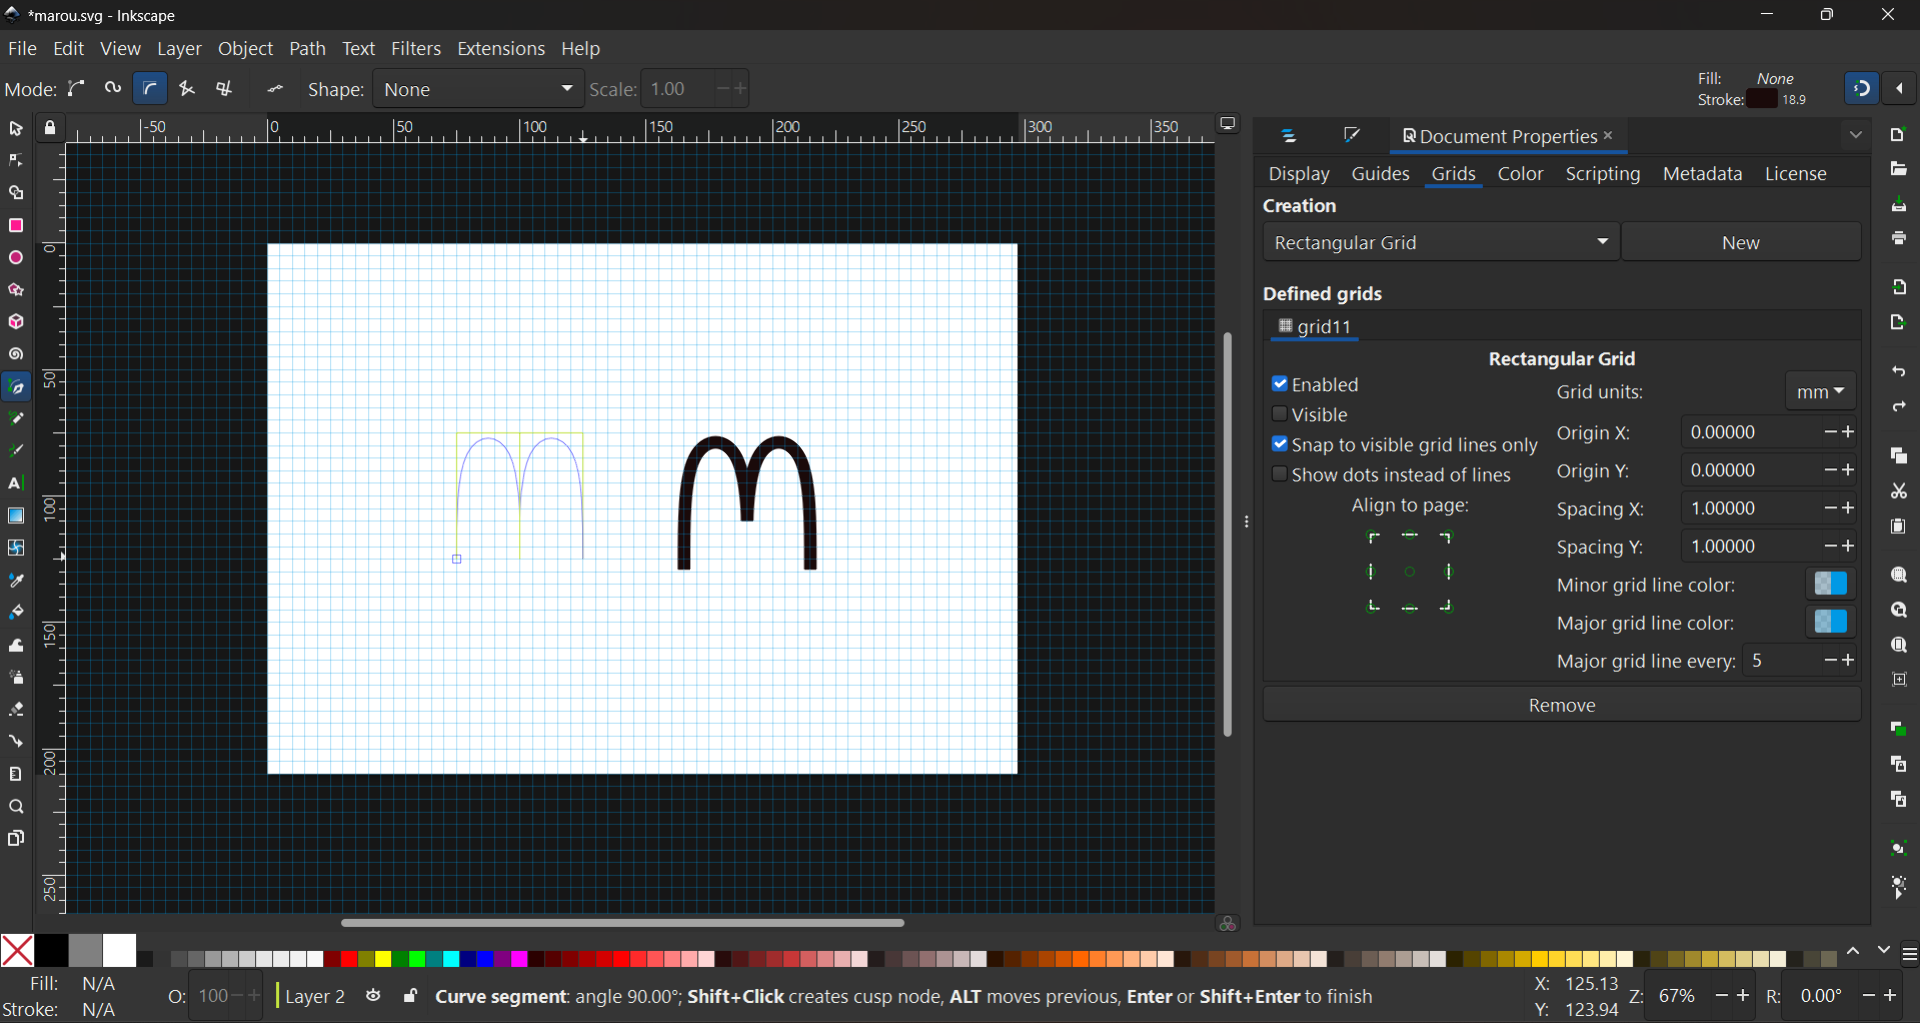 *marou.svg - Inkscape
File Edit View Layer Object Path Text Filters Extensions Help
Mode: Shape: None Scale: 1.00
Fill: None
Stroke: 18.9
-50 0 50 100 150 200 250 300 350
0
50
100
150
200
250
m
Document Properties
Display Guides Grids Color Scripting Metadata License
Creation
Rectangular Grid New
Defined grids
grid11
Rectangular Grid
Enabled
Visible
Snap to visible grid lines only
Show dots instead of lines
Align to page:
Grid units: mm
Origin X: 0.00000
Origin Y: 0.00000
Spacing X: 1.00000
Spacing Y: 1.00000
Minor grid line color:
Major grid line color:
Major grid line every: 5
Remove
Fill: N/A
Stroke: N/A
O: 100
Layer 2
Curve segment: angle 90.00°; Shift+Click creates cusp node, ALT moves previous, Enter or Shift+Enter to finish
X: 125.13
Y: 123.94
Z: 67%
R: 0.00°